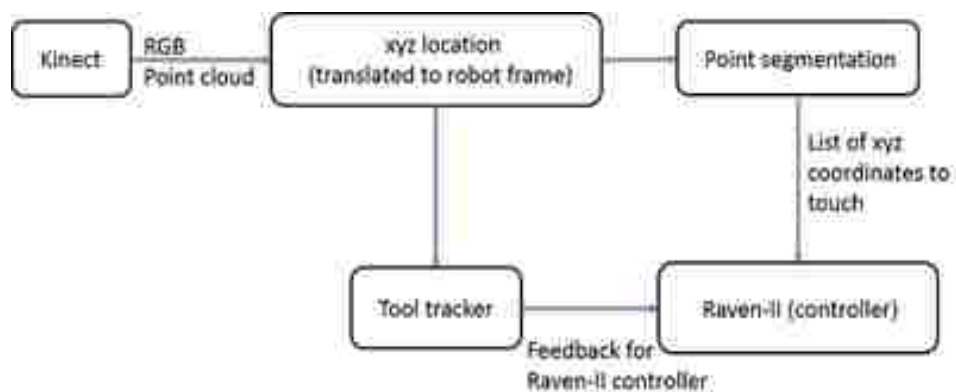 Kinect
RGB
Point cloud
xyz location
(translated to robot frame)
Point segmentation
List of xyz
coordinates to
touch
Tool tracker
Feedback for
Raven-II controller
Raven-II (controller)